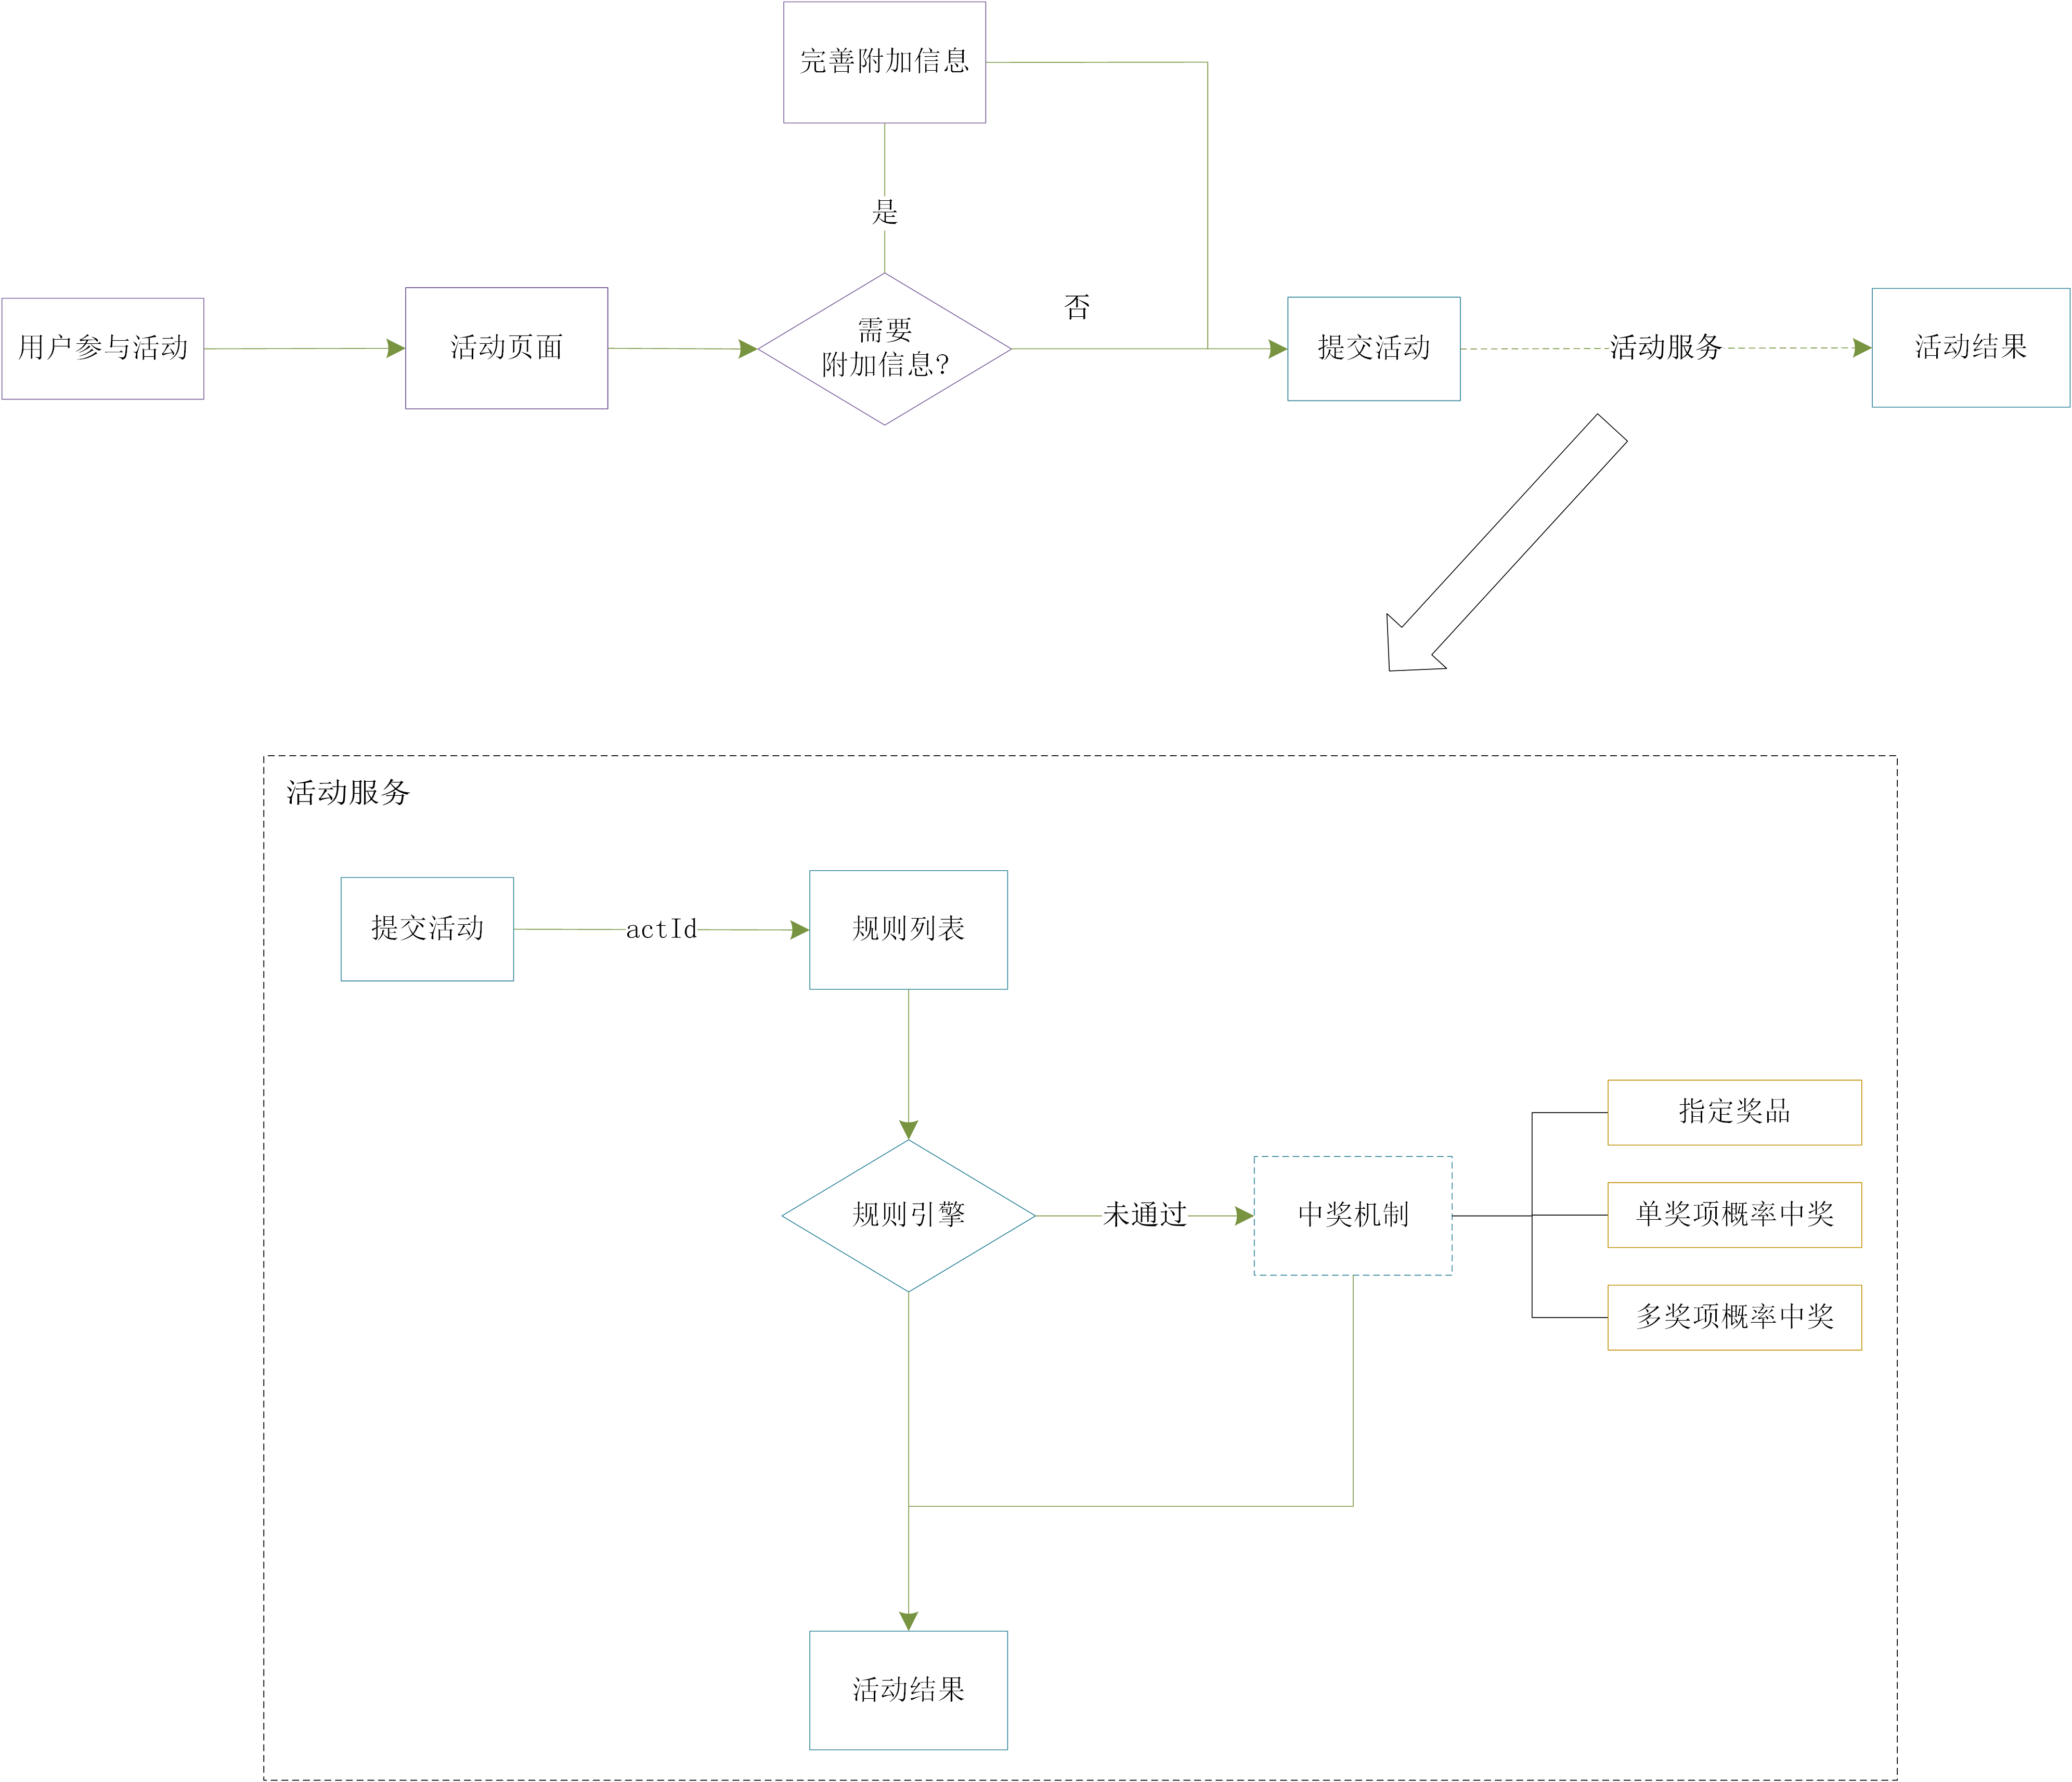 完善附加信息
是
用户参与活动
活动页面
需要
附加信息?
否
提交活动
活动服务
活动结果
活动服务
提交活动
actId
规则列表
规则引擎
未通过
中奖机制
指定奖品
单奖项概率中奖
多奖项概率中奖
活动结果